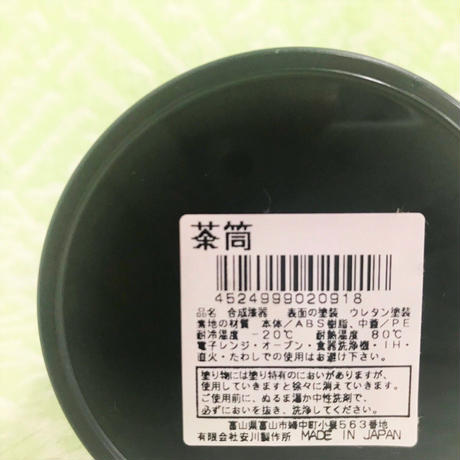 茶筒
4524999020918
品名 合成漆器 表面の塗装 ウレタン塗装
素地の材質 本体/ABS樹脂、中蓋/PE
耐冷温度 -20℃ 耐熱温度 80℃
電子レンジ・オーブン・食器洗浄機・IH・
直火・たわしでの使用はお避け下さい。
塗り物には塗り特有のにおいがありますが、
使用していきますと徐々に消えていきます。
ご使用前に、ぬるま湯か中性洗剤で、
必ずにおいを抜き、洗浄してください。
富山県富山市婦中町小長沢563番地
有限会社安川製作所 MADE IN JAPAN